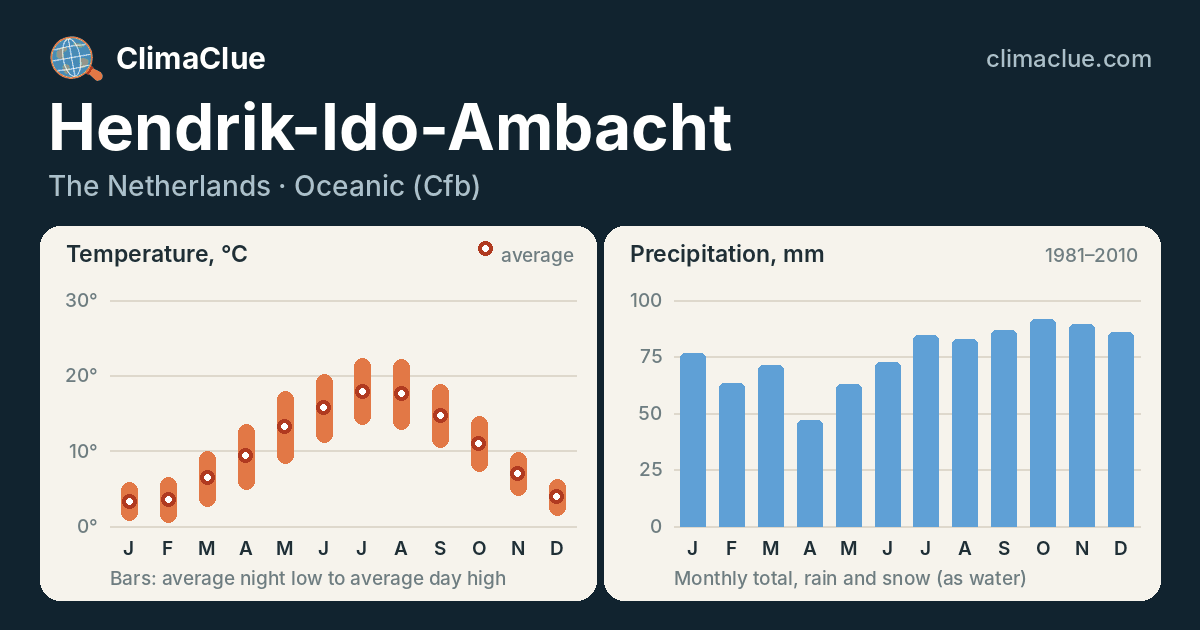 ClimaClue
climaclue.com
Hendrik-Ido-Ambacht
The Netherlands · Oceanic (Cfb)
Temperature, °C
average
30°
20°
10°
0°
J F M A M J J A S O N D
Bars: average night low to average day high
Precipitation, mm
1981–2010
100
75
50
25
0
J F M A M J J A S O N D
Monthly total, rain and snow (as water)